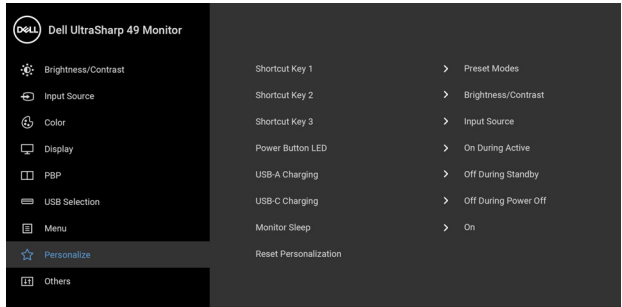 DELL Dell UltraSharp 49 Monitor
Brightness/Contrast
Input Source
Color
Display
PBP
USB Selection
Menu
Personalize
Others
Shortcut Key 1 > Preset Modes
Shortcut Key 2 > Brightness/Contrast
Shortcut Key 3 > Input Source
Power Button LED > On During Active
USB-A Charging > Off During Standby
USB-C Charging > Off During Power Off
Monitor Sleep > On
Reset Personalization